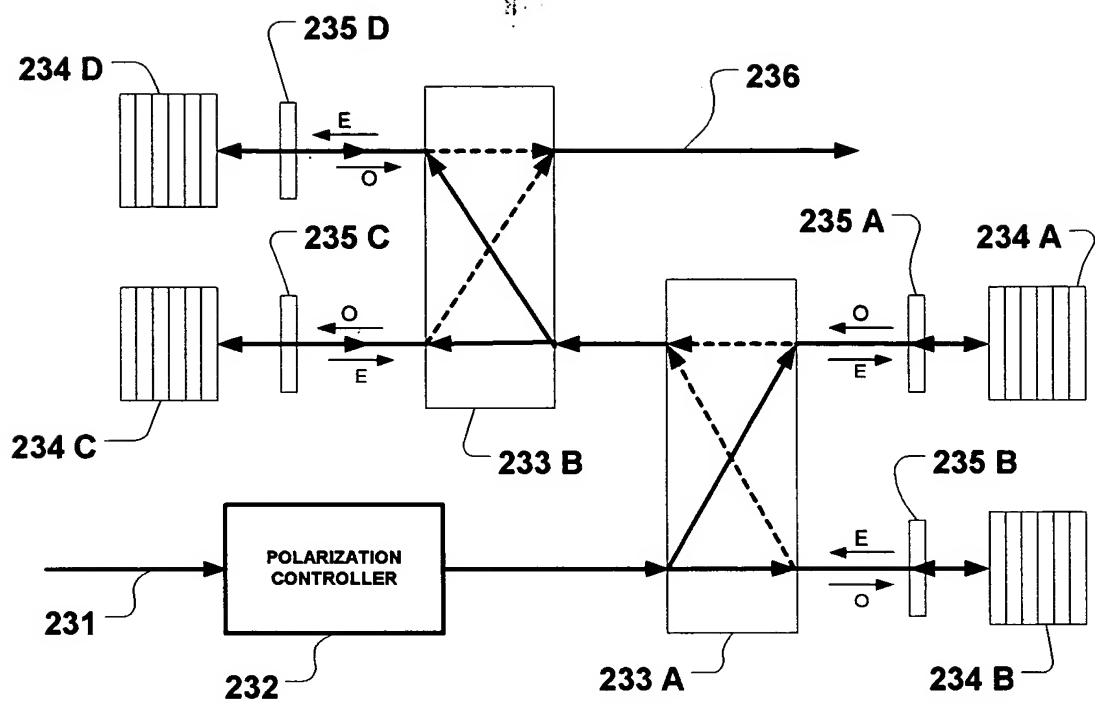 235 D
234 D
236
E
O
235 C
235 A
234 A
O
E
O
E
234 C
233 B
235 B
POLARIZATION
CONTROLLER
E
O
231
232
233 A
234 B